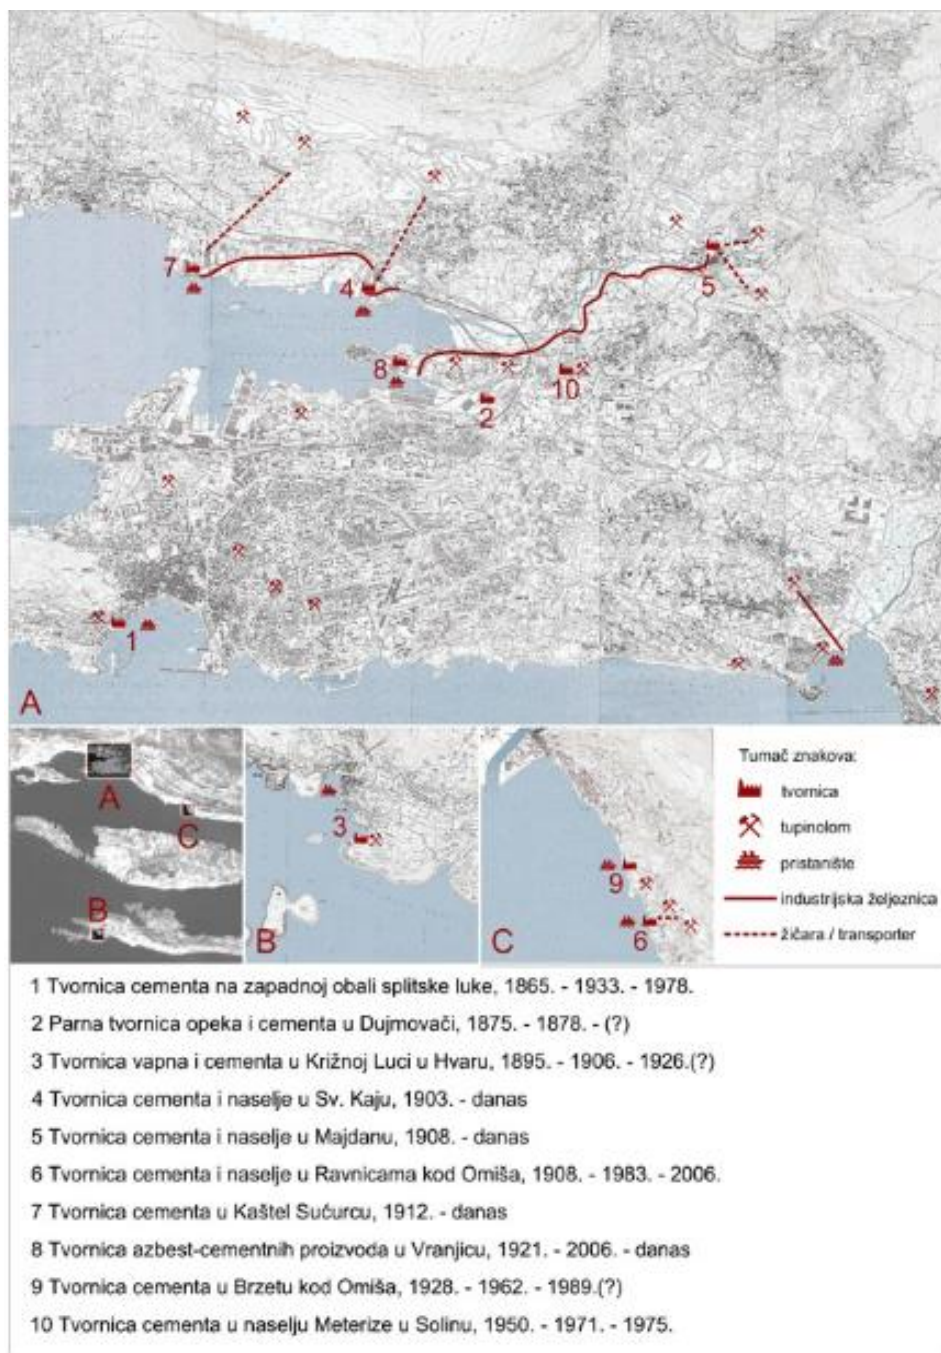 7
4
5
8
10
2
1
A
A
C
B
3
B
9
6
C
Tumač znakova:
tvornica
tupinolom
pristanište
industrijska željeznica
žičara / transporter
1 Tvornica cementa na zapadnoj obali splitske luke, 1865. - 1933. - 1978.
2 Parna tvornica opeka i cementa u Dujmovači, 1875. - 1878. - (?)
3 Tvornica vapna i cementa u Križnoj Luci u Hvaru, 1895. - 1906. - 1926.(?)
4 Tvornica cementa i naselje u Sv. Kaju, 1903. - danas
5 Tvornica cementa i naselje u Majdanu, 1908. - danas
6 Tvornica cementa i naselje u Ravnicama kod Omiša, 1908. - 1983. - 2006.
7 Tvornica cementa u Kaštel Sućurcu, 1912. - danas
8 Tvornica azbest-cementnih proizvoda u Vranjicu, 1921. - 2006. - danas
9 Tvornica cementa u Brzetu kod Omiša, 1928. - 1962. - 1989.(?)
10 Tvornica cementa u naselju Meterize u Solinu, 1950. - 1971. - 1975.